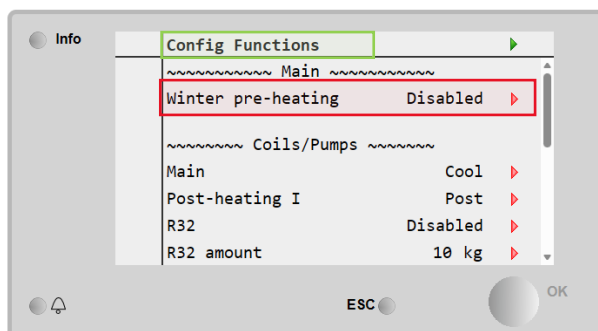 Info
Config Functions
~~~~~~~~~~~ Main ~~~~~~~~~~~
Winter pre-heating Disabled
~~~~~~~~ Coils/Pumps ~~~~~~~
Main Cool
Post-heating I Post
R32 Disabled
R32 amount 10 kg
ESC
OK